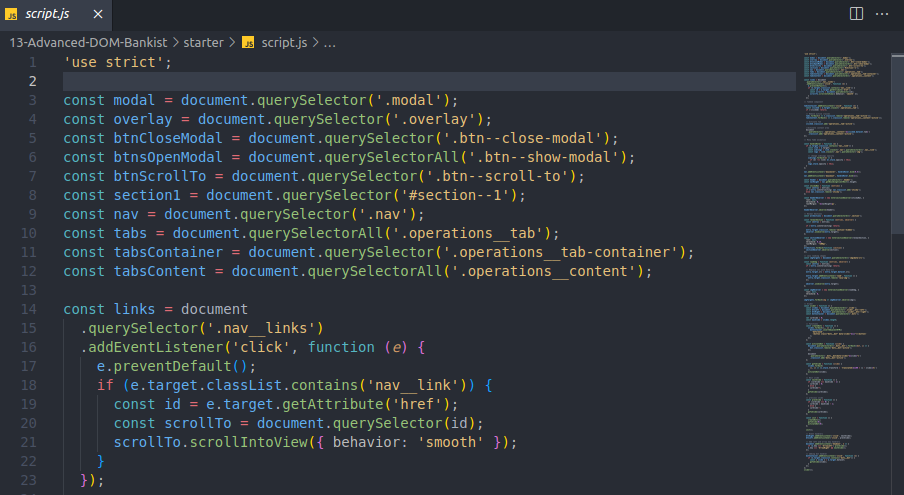 JS script.js ×
13-Advanced-DOM-Bankist > starter > JS script.js > ...
1 'use strict';
2
3 const modal = document.querySelector('.modal');
4 const overlay = document.querySelector('.overlay');
5 const btnCloseModal = document.querySelector('.btn--close-modal');
6 const btnsOpenModal = document.querySelectorAll('.btn--show-modal');
7 const btnScrollTo = document.querySelector('.btn--scroll-to');
8 const section1 = document.querySelector('#section--1');
9 const nav = document.querySelector('.nav');
10 const tabs = document.querySelectorAll('.operations__tab');
11 const tabsContainer = document.querySelector('.operations__tab-container');
12 const tabsContent = document.querySelectorAll('.operations__content');
13
14 const links = document
15   .querySelector('.nav__links')
16   .addEventListener('click', function (e) {
17     e.preventDefault();
18     if (e.target.classList.contains('nav__link')) {
19       const id = e.target.getAttribute('href');
20       const scrollTo = document.querySelector(id);
21       scrollTo.scrollIntoView({ behavior: 'smooth' });
22     }
23   });